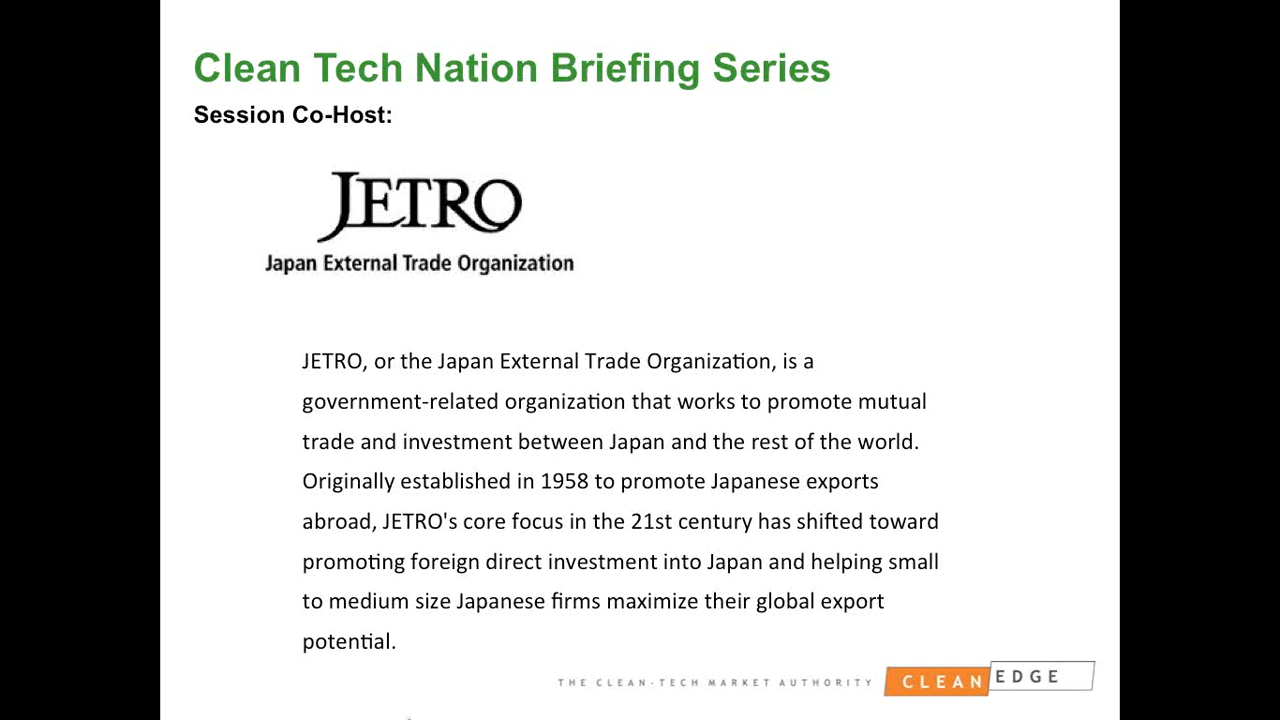 Clean Tech Nation Briefing Series
Session Co-Host:
JETRO
Japan External Trade Organization
JETRO, or the Japan External Trade Organization, is a
government-related organization that works to promote mutual
trade and investment between Japan and the rest of the world.
Originally established in 1958 to promote Japanese exports
abroad, JETRO's core focus in the 21st century has shifted toward
promoting foreign direct investment into Japan and helping small
to medium size Japanese firms maximize their global export
potential.
THE CLEAN-TECH MARKET AUTHORITY CLEAN EDGE